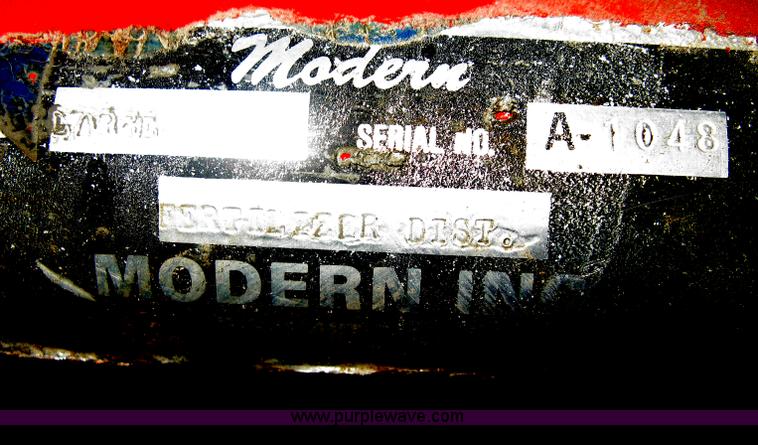 Modern
SERIAL NO. A-1048
FERTILIZER DIST.
MODERN INC
www.purplewave.com